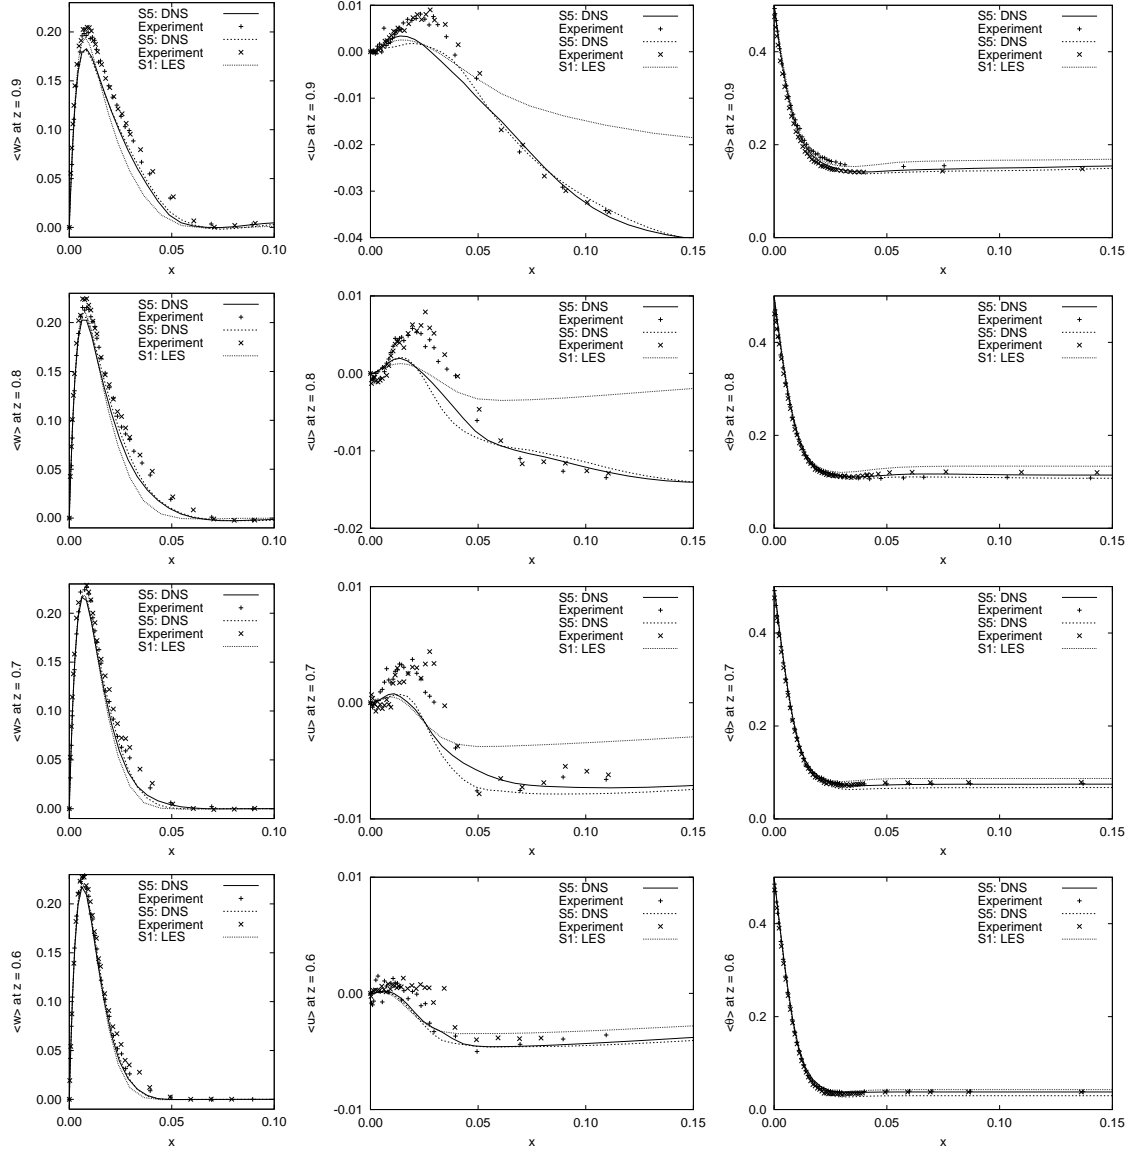 <w> at z = 0.9
0.20
0.15
0.10
0.05
0.00
S5: DNS
Experiment
S5: DNS
Experiment
S1: LES
0.00 0.05 0.10
x
<u> at z = 0.9
0.01
0.00
-0.01
-0.02
-0.03
-0.04
S5: DNS
Experiment
S5: DNS
Experiment
S1: LES
0.00 0.05 0.10 0.15
x
<θ> at z = 0.9
0.4
0.2
0.0
S5: DNS
Experiment
S5: DNS
Experiment
S1: LES
0.00 0.05 0.10 0.15
x
<w> at z = 0.8
0.20
0.15
0.10
0.05
0.00
S5: DNS
Experiment
S5: DNS
Experiment
S1: LES
0.00 0.05 0.10
x
<u> at z = 0.8
0.01
0.00
-0.01
-0.02
S5: DNS
Experiment
S5: DNS
Experiment
S1: LES
0.00 0.05 0.10 0.15
x
<θ> at z = 0.8
0.4
0.2
0.0
S5: DNS
Experiment
S5: DNS
Experiment
S1: LES
0.00 0.05 0.10 0.15
x
<w> at z = 0.7
0.20
0.15
0.10
0.05
0.00
S5: DNS
Experiment
S5: DNS
Experiment
S1: LES
0.00 0.05 0.10
x
<u> at z = 0.7
0.01
0.00
-0.01
S5: DNS
Experiment
S5: DNS
Experiment
S1: LES
0.00 0.05 0.10 0.15
x
<θ> at z = 0.7
0.4
0.2
0.0
S5: DNS
Experiment
S5: DNS
Experiment
S1: LES
0.00 0.05 0.10 0.15
x
<w> at z = 0.6
0.20
0.15
0.10
0.05
0.00
S5: DNS
Experiment
S5: DNS
Experiment
S1: LES
0.00 0.05 0.10
x
<u> at z = 0.6
0.01
0.00
-0.01
S5: DNS
Experiment
S5: DNS
Experiment
S1: LES
0.00 0.05 0.10 0.15
x
<θ> at z = 0.6
0.4
0.2
0.0
S5: DNS
Experiment
S5: DNS
Experiment
S1: LES
0.00 0.05 0.10 0.15
x